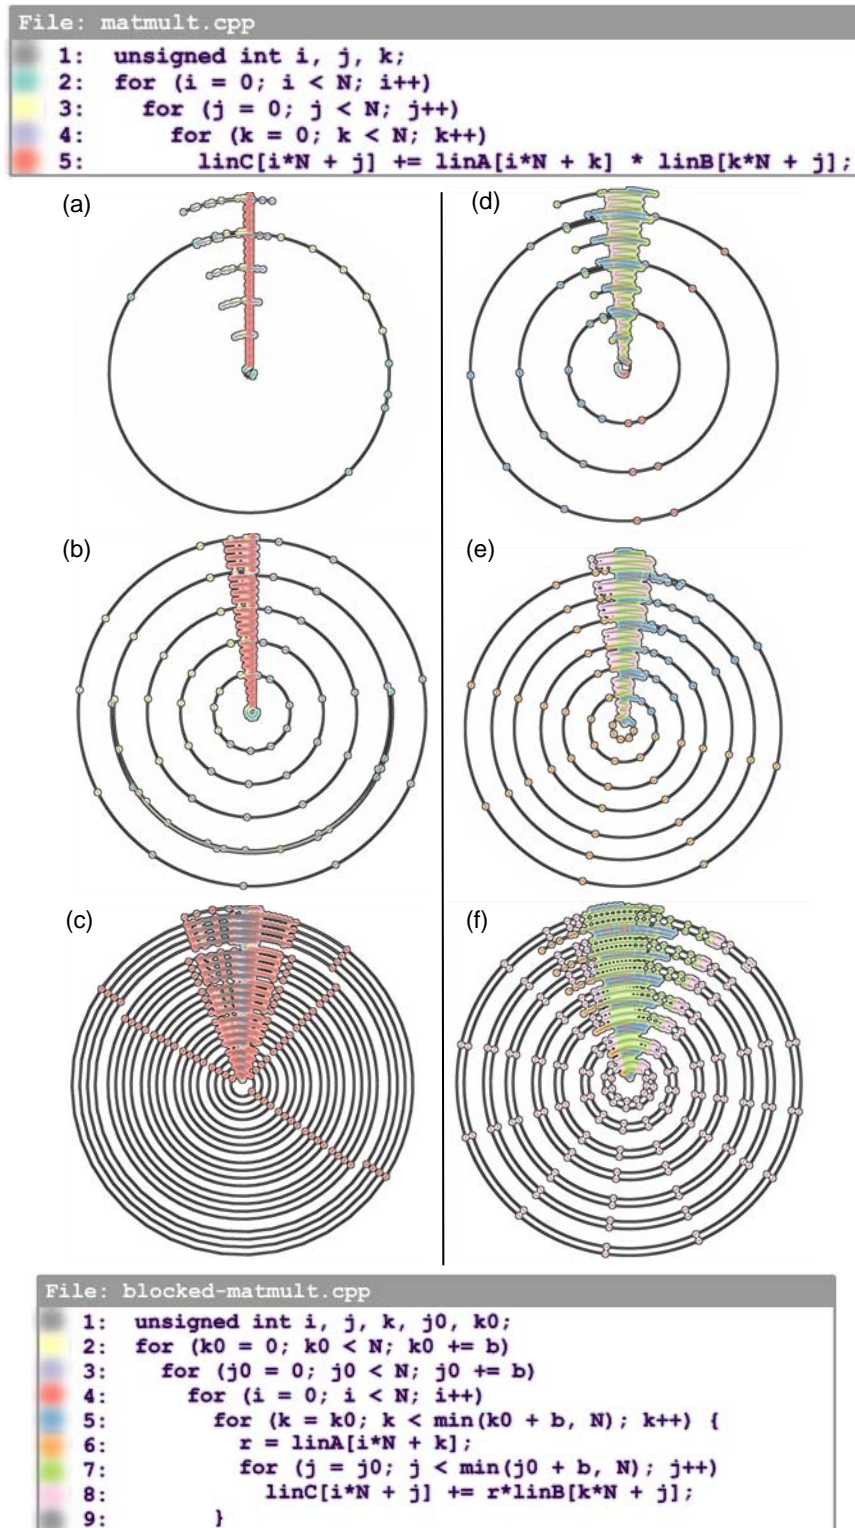 File: matmult.cpp
1: unsigned int i, j, k;
2: for (i = 0; i < N; i++)
3: for (j = 0; j < N; j++)
4: for (k = 0; k < N; k++)
5: linC[i*N + j] += linA[i*N + k] * linB[k*N + j];
(a)
(d)
(b)
(e)
(c)
(f)
File: blocked-matmult.cpp
1: unsigned int i, j, k, j0, k0;
2: for (k0 = 0; k0 < N; k0 += b)
3: for (j0 = 0; j0 < N; j0 += b)
4: for (i = 0; i < N; i++)
5: for (k = k0; k < min(k0 + b, N); k++) {
6: r = linA[i*N + k];
7: for (j = j0; j < min(j0 + b, N); j++)
8: linC[i*N + j] += r*linB[k*N + j];
9: }